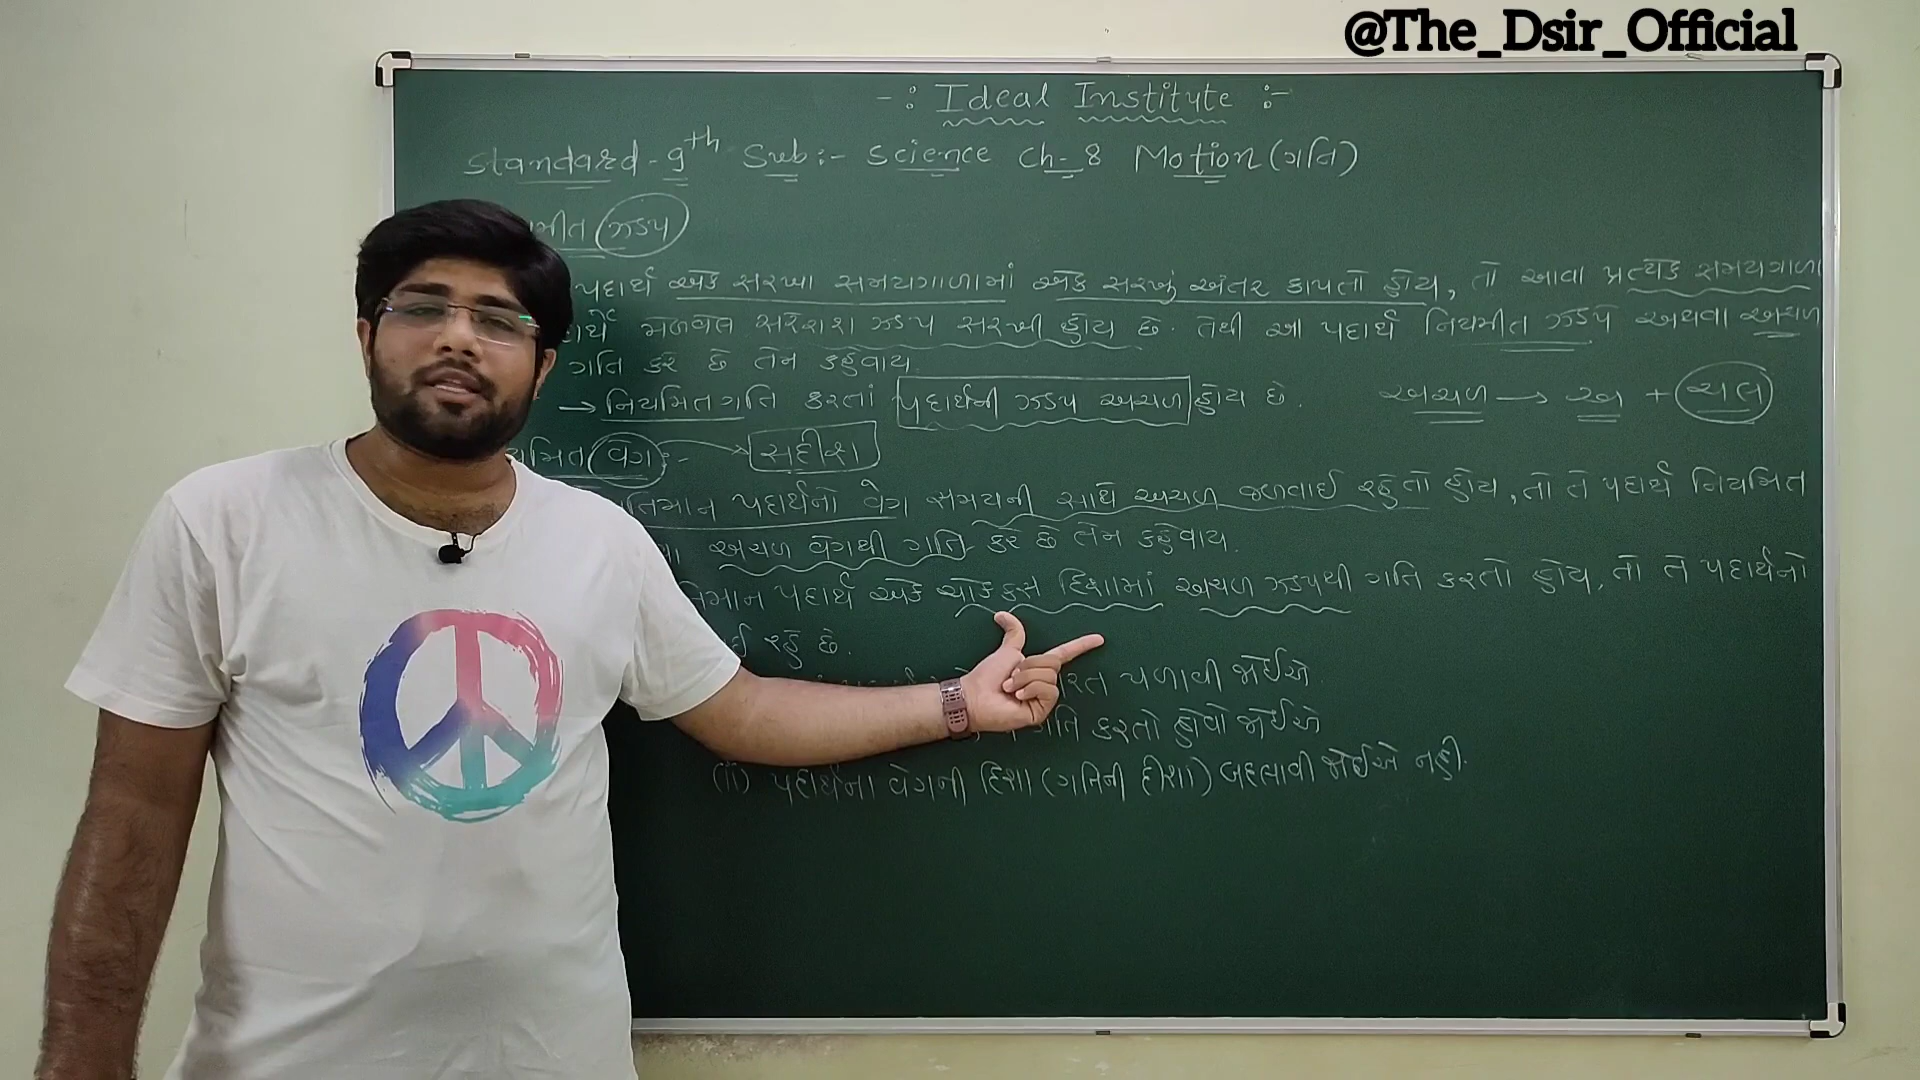 @The_Dsir_Official
-: Ideal Institute :-
Standard-9th Sub:- Science Ch-8 Motion (ગતિ)
ઝડપ
પદાર્થ એક સરખા સમયગાળામાં એક સરખું અંતર કાપતો હોય, તો આવા પ્રત્યેક સમયગાળા
મેળવેલ સરેરાશ ઝડપ સરખી હોય છે. તેથી આ પદાર્થ નિયમીત ઝડપે અથવા અચળ
ગતિ કરે છે તેમ કહેવાય.
→ નિયમિત ગતિ કરતાં પદાર્થની ઝડપ અચળ હોય છે. અચળ → અ + ચલ
વેગ :- → સદીશ
પદાર્થનો વેગ સમયની સાથે અચળ જળવાઈ રહેતો હોય, તો તે પદાર્થ નિયમિત
અચળ વેગથી ગતિ કરે છે તેમ કહેવાય.
પદાર્થ એક ચોક્કસ દિશામાં અચળ ઝડપથી ગતિ કરતો હોય, તો તે પદાર્થનો
રહે છે.
ચળાવી જોઈએ.
ગતિ કરતો હોવો જોઈએ
પદાર્થના વેગની દિશા (ગતિની દીશા) બદલાવી જોઈએ નહી.